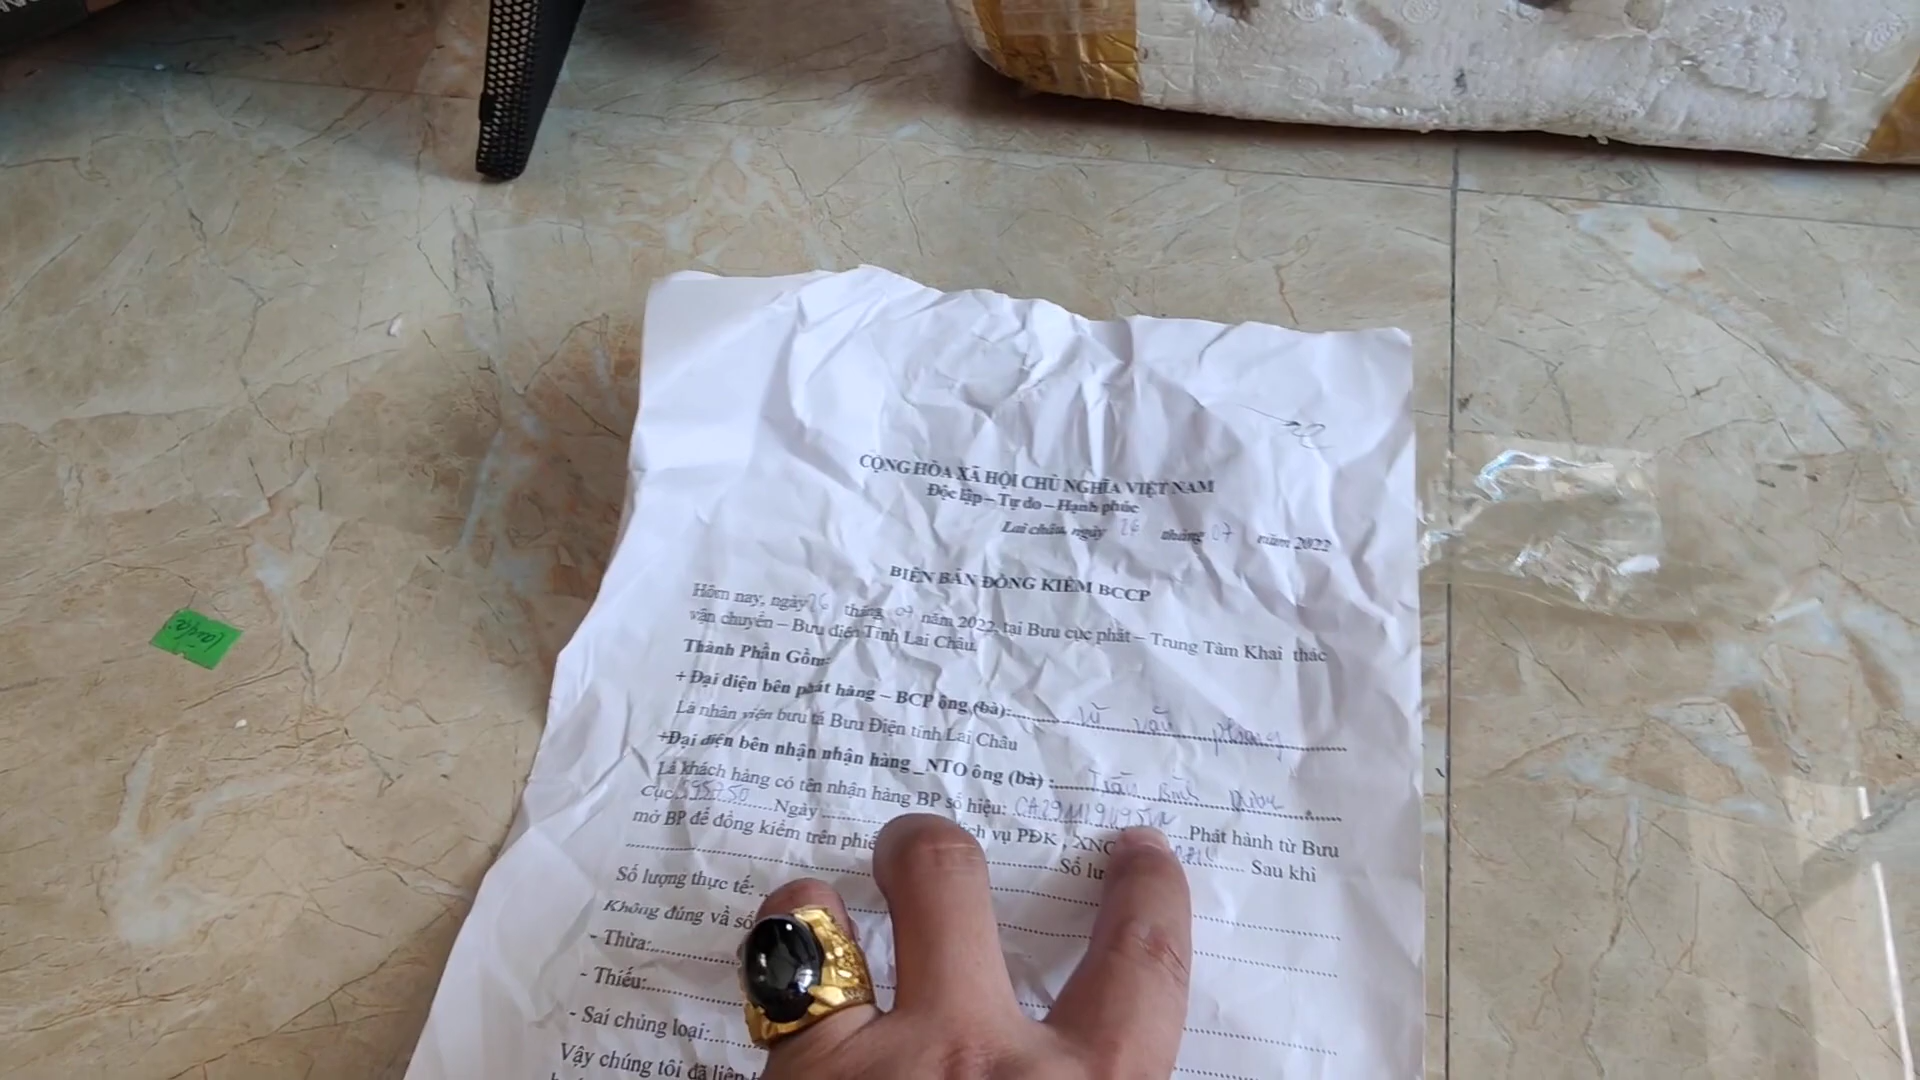 CỘNG HÒA XÃ HỘI CHỦ NGHĨA VIỆT NAM
Độc lập – Tự do – Hạnh phúc
Lai châu, ngày 26 tháng 07 năm 2022
BIÊN BẢN ĐỒNG KIỂM BCCP
Hôm nay, ngày 26 tháng 07 năm 2022, tại Bưu cục phát – Trung Tâm Khai thác
vận chuyển – Bưu điện Tỉnh Lai Châu.
Thành Phần Gồm:
+ Đại diện bên phát hàng – BCP ông (bà):
Là nhân viện bưu tá Bưu Điện tỉnh Lai Châu
+Đại diện bên nhận nhận hàng _ NTO ông (bà) : Trần
Là khách hàng có tên nhận hàng BP số hiệu: Phát hành từ Bưu
Cục 595750 Ngày dịch vụ PĐK , XNC Sau khi
mở BP để đồng kiểm trên Số
Số lượng thực tế:
Không đúng về số
- Thừa:
- Thiếu:
- Sai chủng loại:
Vậy chúng tôi đã